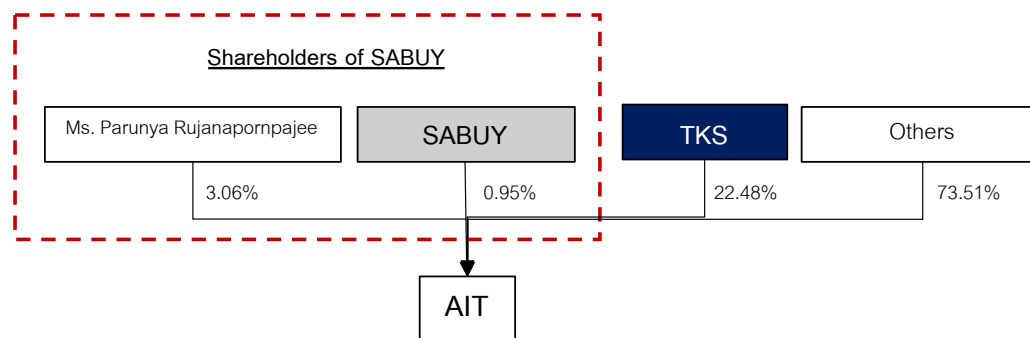 Shareholders of SABUY
Ms. Parunya Rujanapornpajee
SABUY
TKS
Others
3.06%
0.95%
22.48%
73.51%
AIT